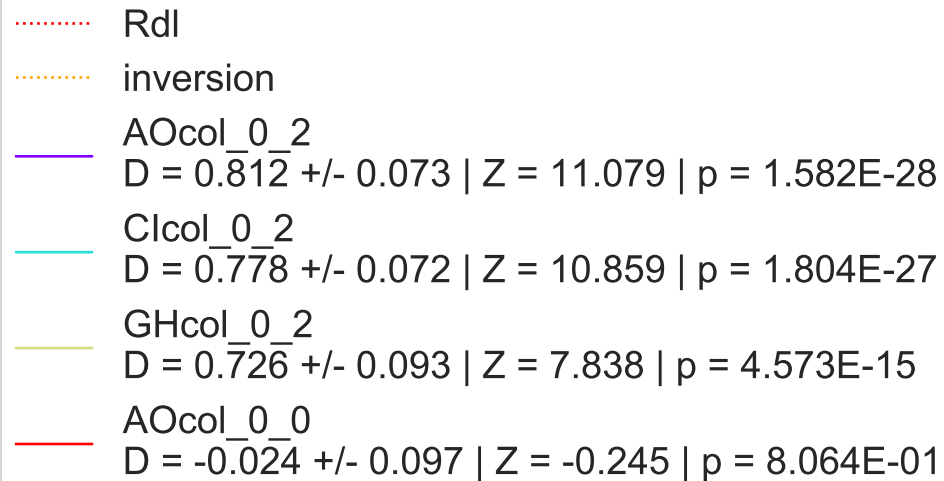 Rdl
inversion
AOcol_0_2
D = 0.812 +/- 0.073 | Z = 11.079 | p = 1.582E-28
CIcol_0_2
D = 0.778 +/- 0.072 | Z = 10.859 | p = 1.804E-27
GHcol_0_2
D = 0.726 +/- 0.093 | Z = 7.838 | p = 4.573E-15
AOcol_0_0
D = -0.024 +/- 0.097 | Z = -0.245 | p = 8.064E-01